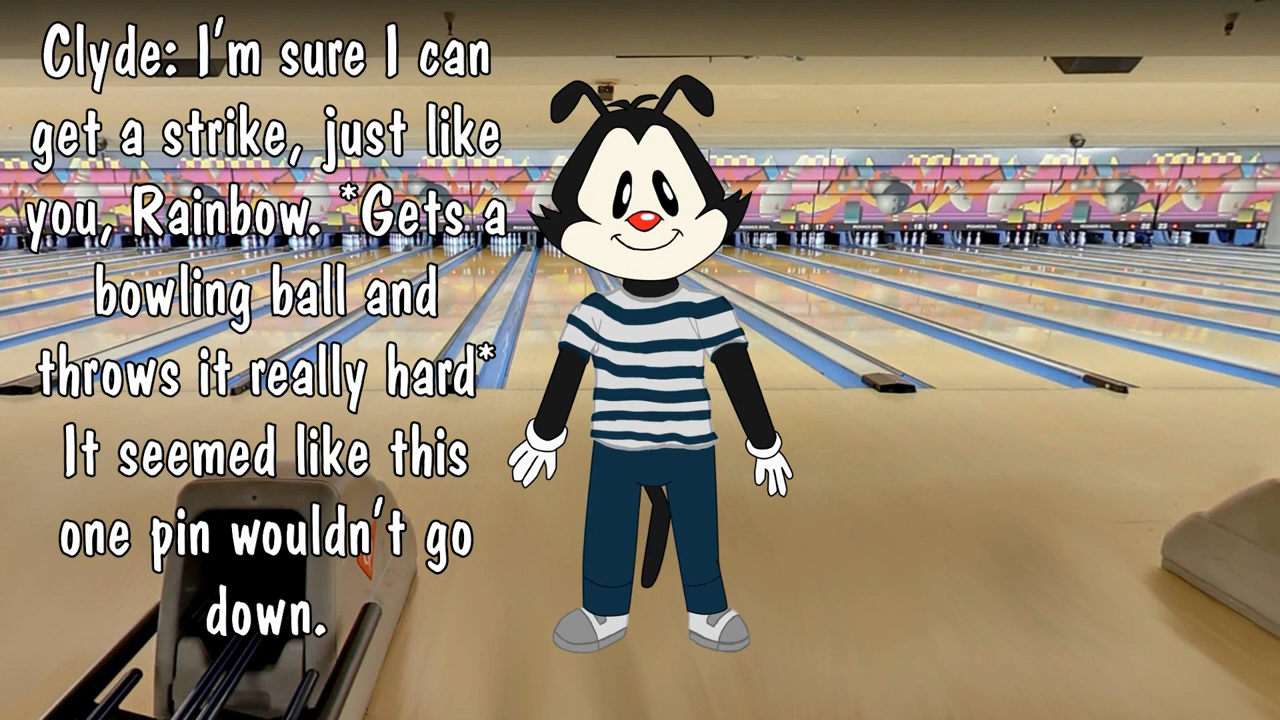 Clyde: I'm sure I can
get a strike, just like
you, Rainbow. *Gets a
bowling ball and
throws it really hard*
It seemed like this
one pin wouldn't go
down.